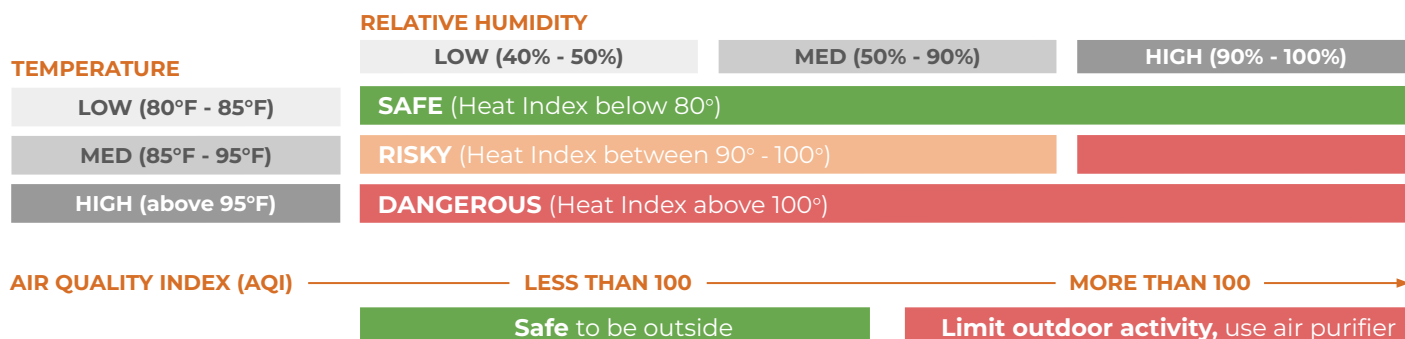 RELATIVE HUMIDITY
TEMPERATURE
LOW (40% - 50%) MED (50% - 90%) HIGH (90% - 100%)
LOW (80°F - 85°F) SAFE (Heat Index below 80°)
MED (85°F - 95°F) RISKY (Heat Index between 90° - 100°)
HIGH (above 95°F) DANGEROUS (Heat Index above 100°)
AIR QUALITY INDEX (AQI) LESS THAN 100 MORE THAN 100
Safe to be outside Limit outdoor activity, use air purifier